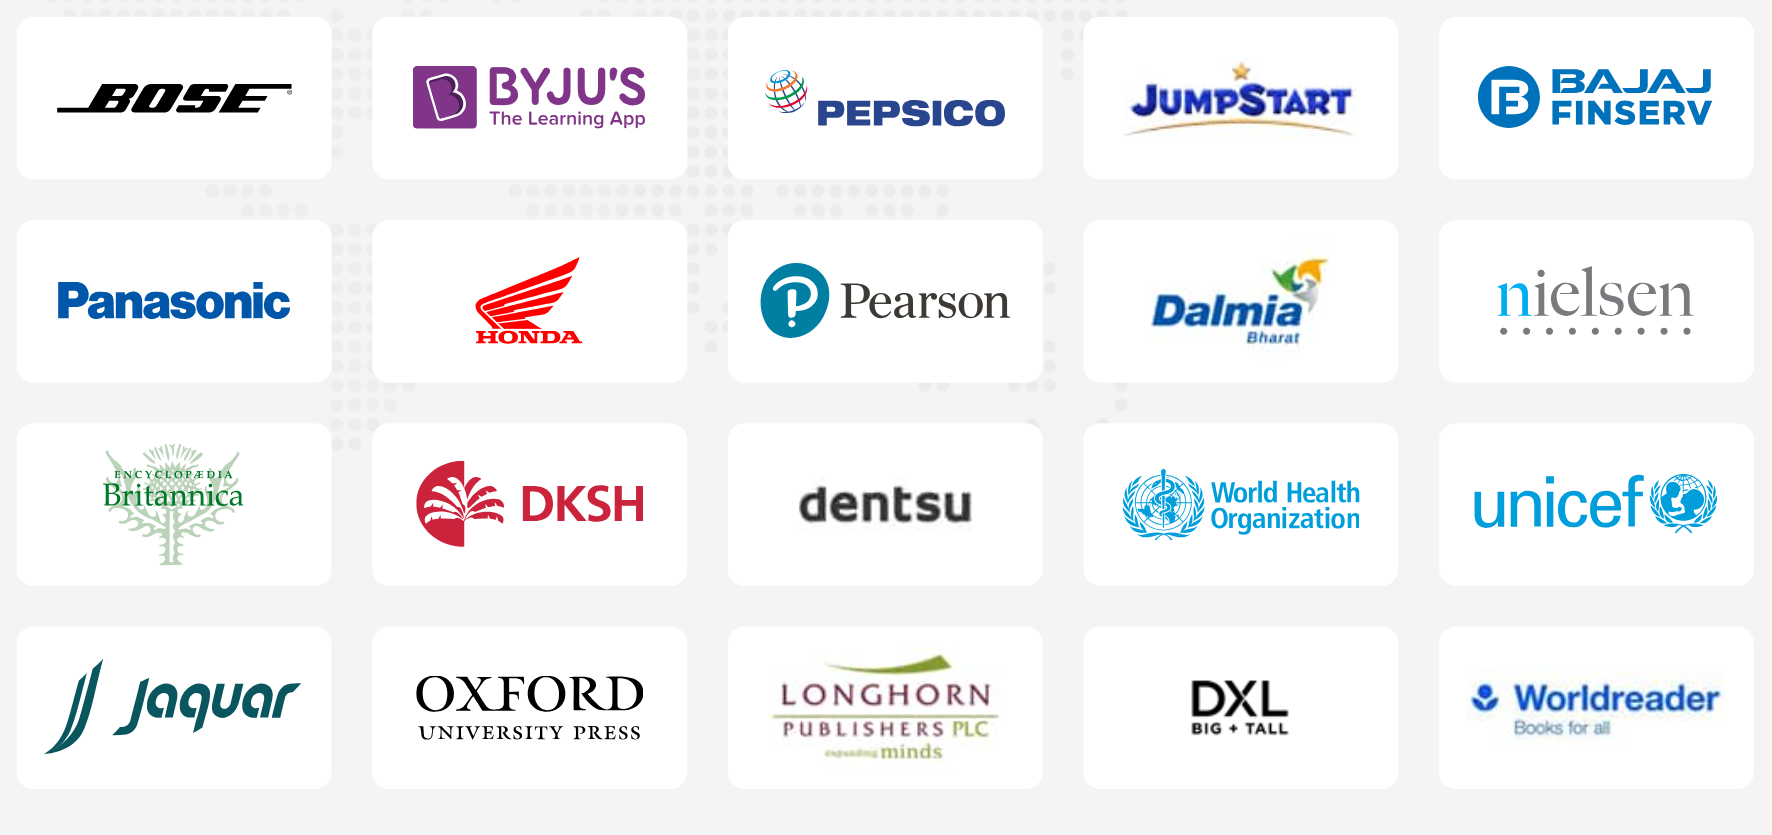 BOSE
BYJU'S
The Learning App
PEPSICO
JUMPSTART
BAJAJ
FINSERV
Panasonic
HONDA
Pearson
Dalmia
Bharat
nielsen
ENCYCLOPÆDIA
Britannica
DKSH
dentsu
World Health
Organization
unicef
Jaquar
OXFORD
UNIVERSITY PRESS
LONGHORN
PUBLISHERS PLC
expanding minds
DXL
BIG + TALL
Worldreader
Books for all